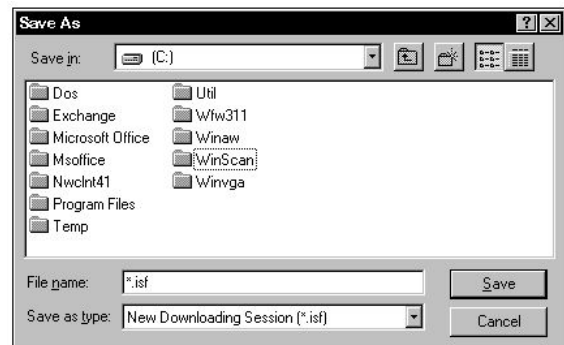 Save As
Save in: (C:)
Dos
Exchange
Microsoft Office
Msoffice
Nwclnt41
Program Files
Temp
Util
Wfw311
Winaw
WinScan
Winvga
File name: *.isf
Save
Save as type: New Downloading Session (*.isf)
Cancel